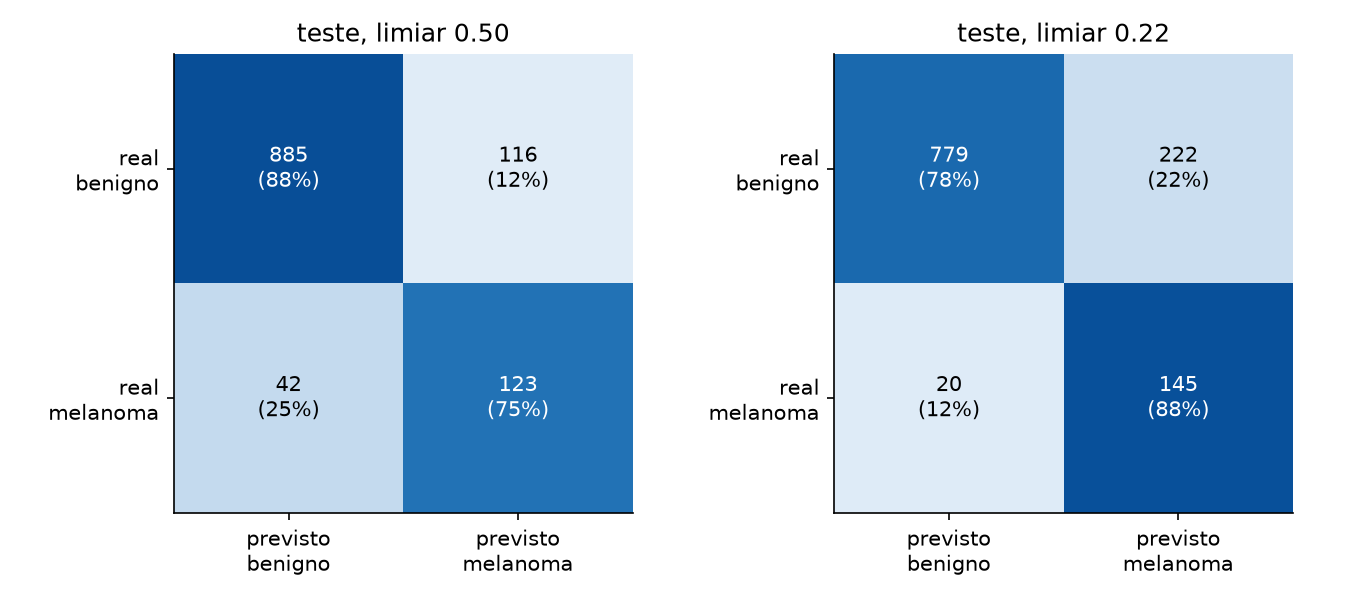 teste, limiar 0.50
real
benigno
885
(88%)
116
(12%)
real
melanoma
42
(25%)
123
(75%)
previsto
benigno
previsto
melanoma
teste, limiar 0.22
real
benigno
779
(78%)
222
(22%)
real
melanoma
20
(12%)
145
(88%)
previsto
benigno
previsto
melanoma